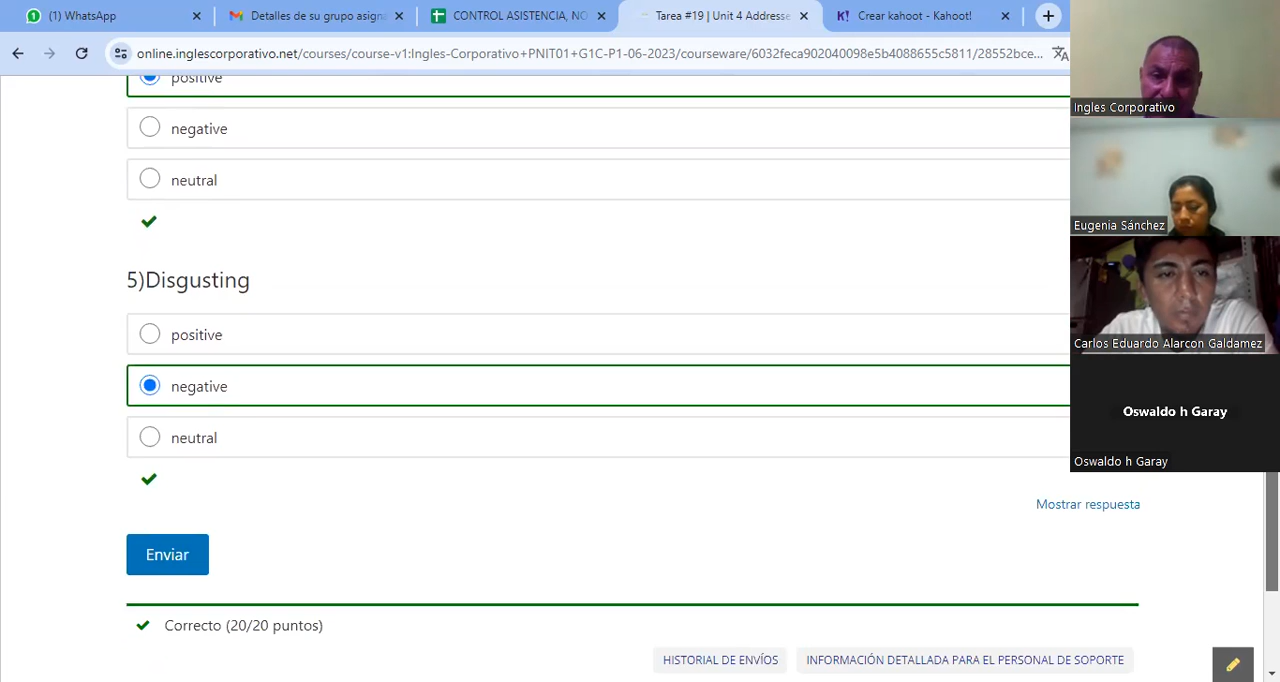 (1) WhatsApp
Detalles de su grupo asigna
CONTROL ASISTENCIA, NO
Tarea #19 | Unit 4 Addresse
K! Crear kahoot - Kahoot!
online.inglescorporativo.net/courses/course-v1:Ingles-Corporativo+PNIT01+G1C-P1-06-2023/courseware/6032feca902040098e5b4088655c5811/28552bce...
Ingles Corporativo
Eugenia Sánchez
Carlos Eduardo Alarcon Galdamez
Oswaldo h Garay
Oswaldo h Garay
positive
negative
neutral
5)Disgusting
positive
negative
neutral
Mostrar respuesta
Enviar
Correcto (20/20 puntos)
HISTORIAL DE ENVÍOS
INFORMACIÓN DETALLADA PARA EL PERSONAL DE SOPORTE